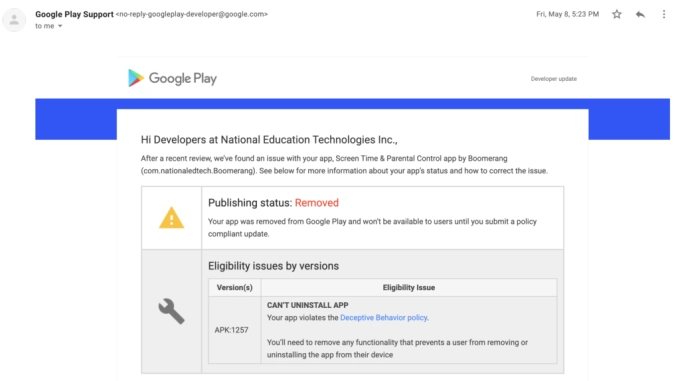 Google Play Support <no-reply-googleplay-developer@google.com>
Fri, May 8, 5:23 PM
to me
Google Play
Developer update
Hi Developers at National Education Technologies Inc.,
After a recent review, we've found an issue with your app, Screen Time & Parental Control app by Boomerang
(com.nationaledtech.Boomerang). See below for more information about your app's status and how to correct the issue.
Publishing status: Removed
Your app was removed from Google Play and won't be available to users until you submit a policy
compliant update.
Eligibility issues by versions
Version(s)
Eligibility Issue
APK:1257
CAN'T UNINSTALL APP
Your app violates the Deceptive Behavior policy.
You'll need to remove any functionality that prevents a user from removing or
uninstalling the app from their device